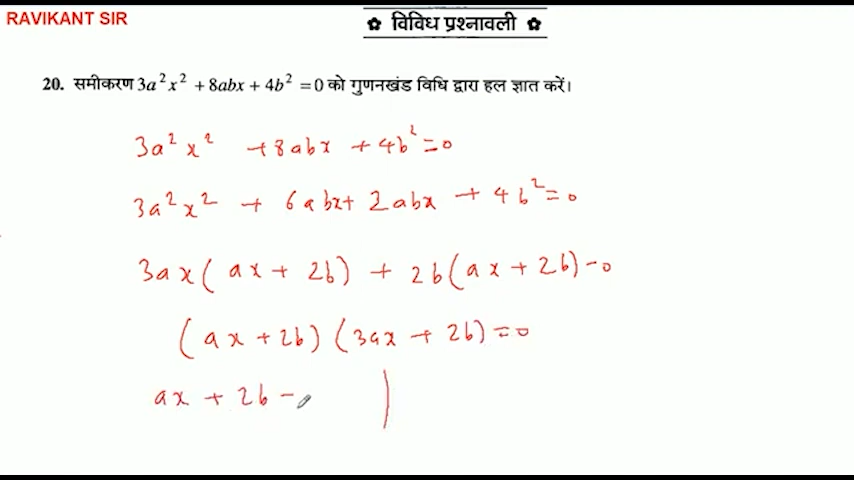 RAVIKANT SIR
✿ विविध प्रश्नावली ✿
20. समीकरण 3a²x² + 8abx + 4b² = 0 को गुणनखंड विधि द्वारा हल ज्ञात करें।
3a²x² + 8abx + 4b² = 0
3a²x² + 6abx + 2abx + 4b² = 0
3ax(ax + 2b) + 2b(ax + 2b) - 0
(ax + 2b)(3ax + 2b) = 0
ax + 2b -